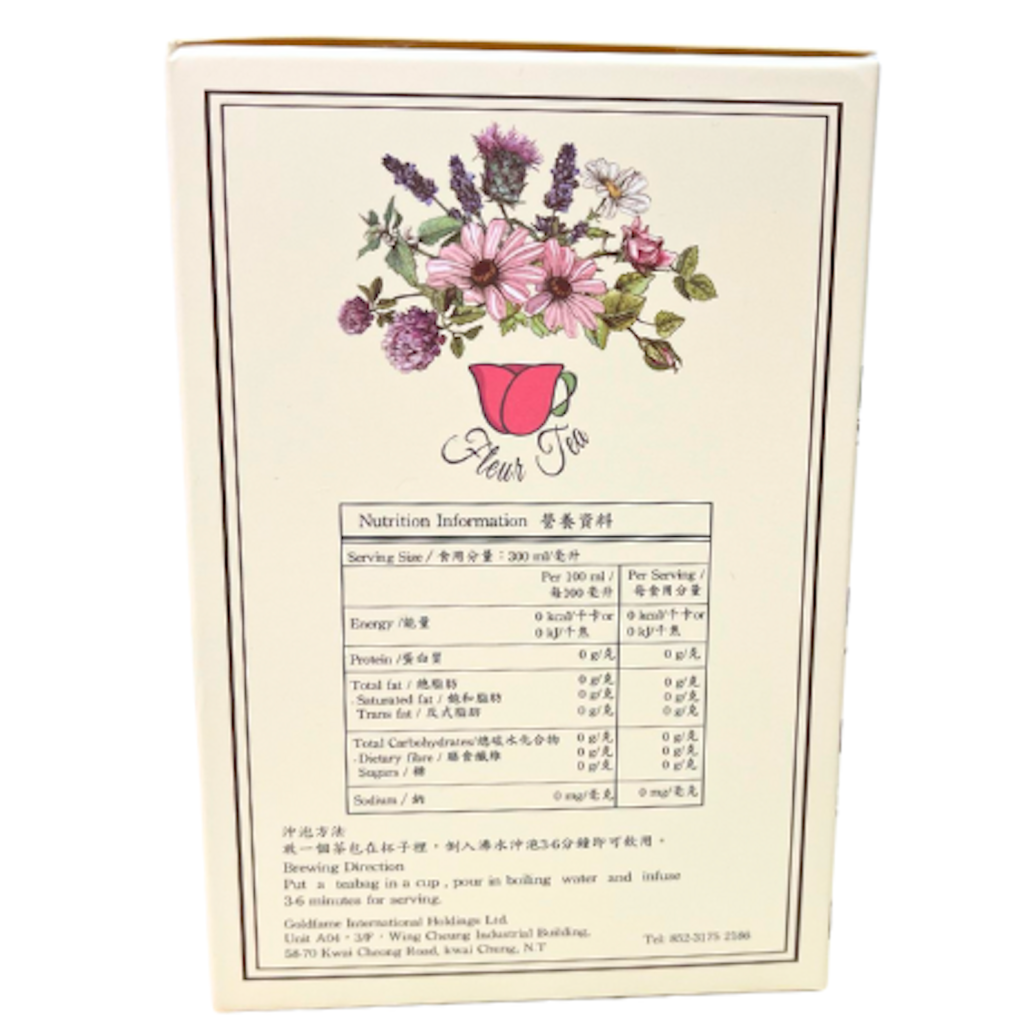 Fleur Tea
Nutrition Information 營養資料
Serving Size / 食用分量：300 ml/毫升
Per 100 ml / Per Serving /
每100 毫升 每食用分量
Energy /能量 0 kcal/千卡or 0 kcal/千卡or
0 kJ/千焦 0 kJ/千焦
Protein /蛋白質 0 g/克 0 g/克
Total fat / 總脂肪 0 g/克 0 g/克
- Saturated fat / 飽和脂肪 0 g/克 0 g/克
Trans fat / 反式脂肪 0 g/克 0 g/克
Total Carbohydrates/總碳水化合物 0 g/克 0 g/克
- Dietary fibre / 膳食纖維 0 g/克 0 g/克
Sugars / 糖 0 g/克 0 g/克
Sodium / 鈉 0 mg/毫克 0 mg/毫克
沖泡方法
放一個茶包在杯子裡，倒入沸水沖泡3-6分鐘即可飲用。
Brewing Direction
Put a teabag in a cup , pour in boiling water and infuse
3-6 minutes for serving.
Goldfame International Holdings Ltd.
Unit A04，3/F，Wing Cheung Industrial Building,
58-70 Kwai Cheong Road, kwai Chung, N.T
Tel: 852-3175 2586